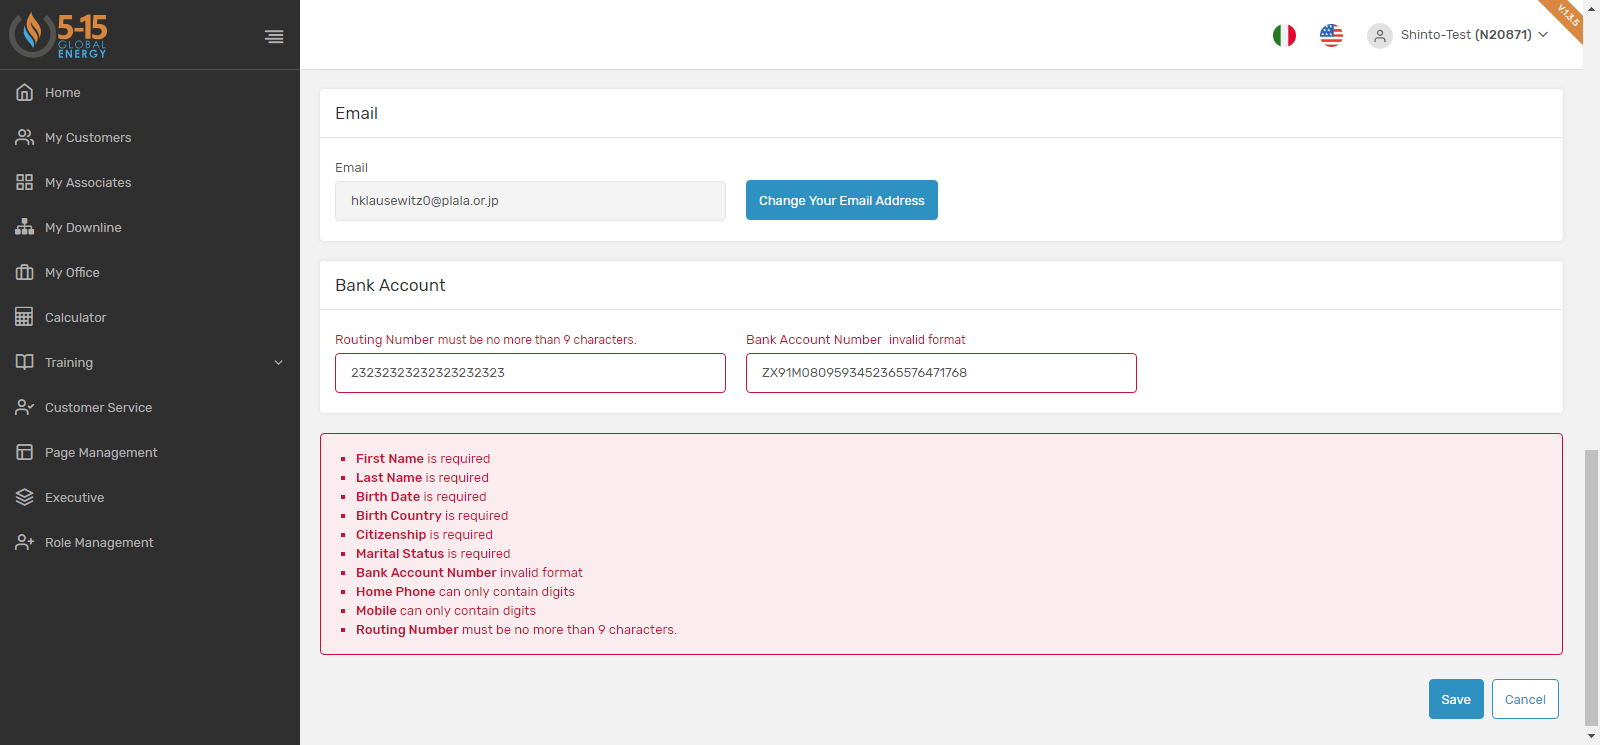 5-15
GLOBAL
ENERGY
Shinto-Test (N20871)
V.1.3.5
Home
My Customers
My Associates
My Downline
My Office
Calculator
Training
Customer Service
Page Management
Executive
Role Management
Email
Email
hklausewitz0@plala.or.jp
Change Your Email Address
Bank Account
Routing Number must be no more than 9 characters.
Bank Account Number invalid format
23232323232323232323
ZX91M0809593452365576471768
First Name is required
Last Name is required
Birth Date is required
Birth Country is required
Citizenship is required
Marital Status is required
Bank Account Number invalid format
Home Phone can only contain digits
Mobile can only contain digits
Routing Number must be no more than 9 characters.
Save
Cancel